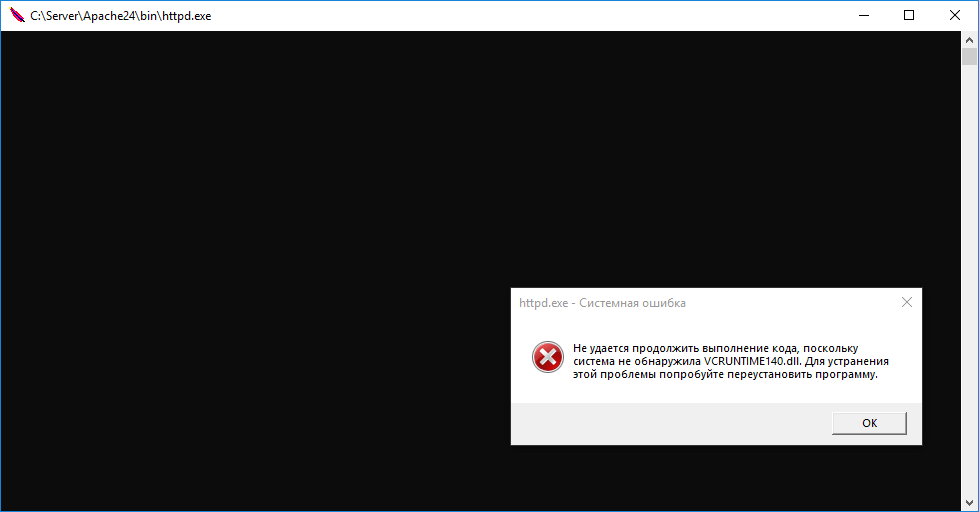 C:\Server\Apache24\bin\httpd.exe
httpd.exe - Системная ошибка
Не удается продолжить выполнение кода, поскольку
система не обнаружила VCRUNTIME140.dll. Для устранения
этой проблемы попробуйте переустановить программу.
OK